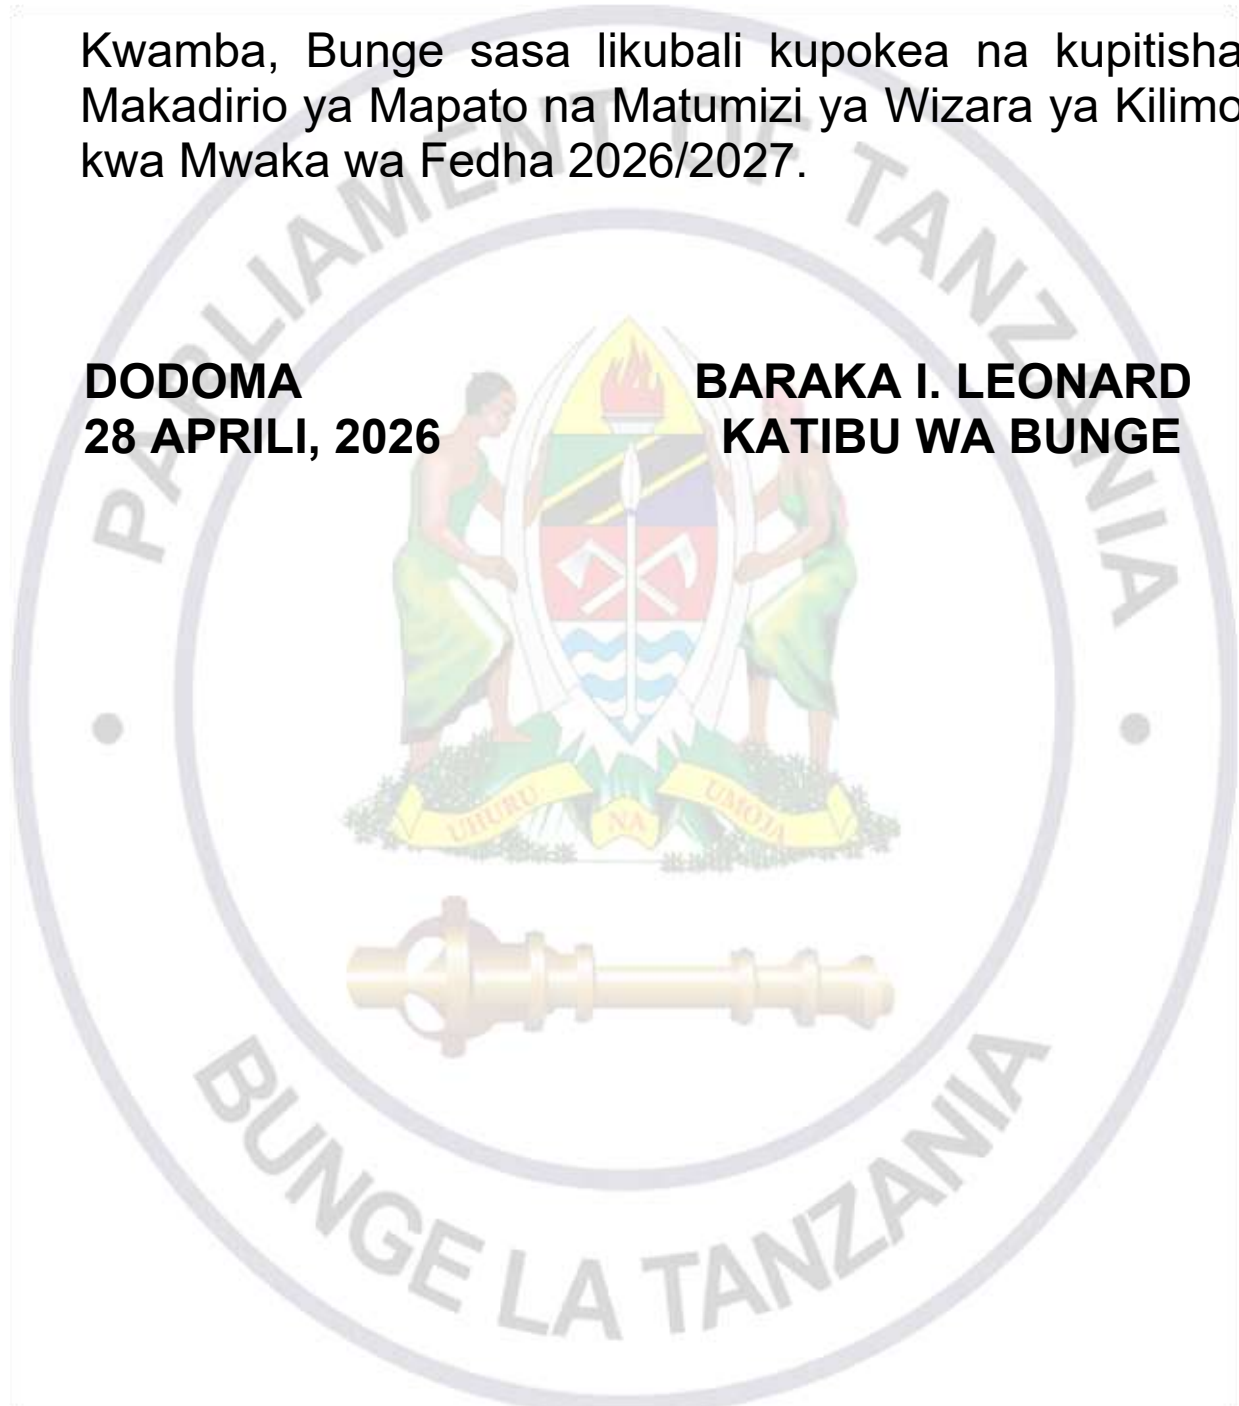 Kwamba, Bunge sasa likubali kupokea na kupitisha
Makadirio ya Mapato na Matumizi ya Wizara ya Kilimo
kwa Mwaka wa Fedha 2026/2027.
PARLIAMENT OF TANZANIA
DODOMA
BARAKA I. LEONARD
28 APRILI, 2026
KATIBU WA BUNGE
UHURU NA UMOJA
BUNGE LA TANZANIA